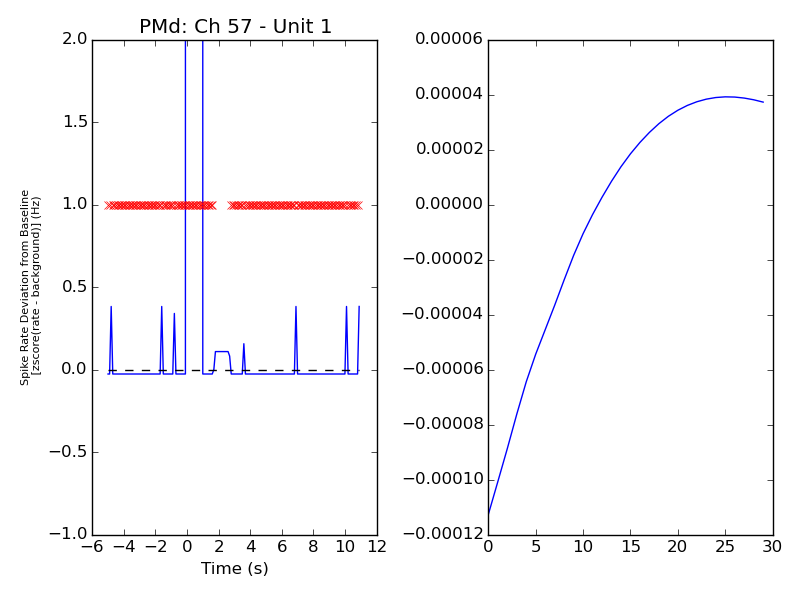 PMd: Ch 57 - Unit 1
2.0
1.5
1.0
0.5
0.0
−0.5
−1.0
Spike Rate Deviation from Baseline
[zscore(rate - background)] (Hz)
−6 −4 −2 0 2 4 6 8 10 12
Time (s)
0.00006
0.00004
0.00002
0.00000
−0.00002
−0.00004
−0.00006
−0.00008
−0.00010
−0.00012
0 5 10 15 20 25 30